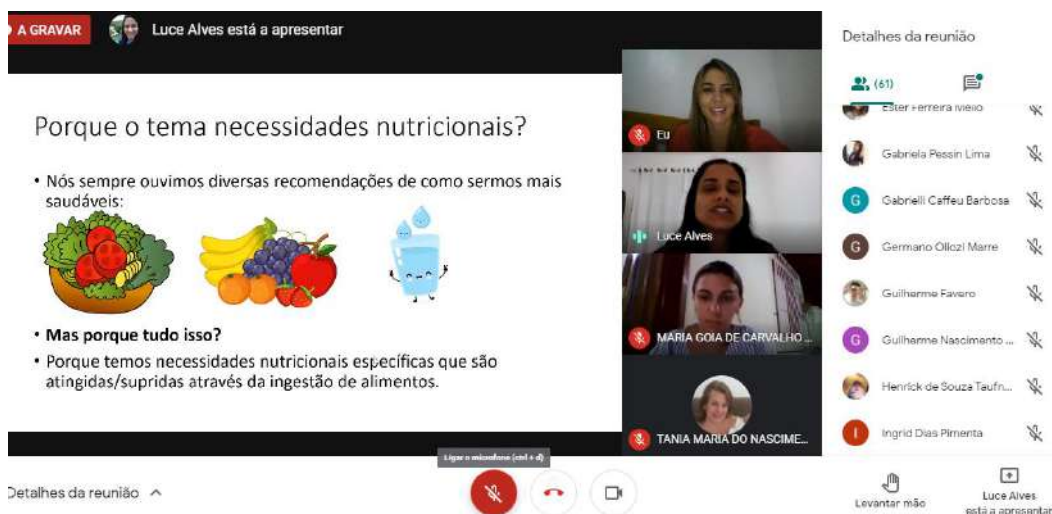 A GRAVAR
Luce Alves está a apresentar
Porque o tema necessidades nutricionais?
• Nós sempre ouvimos diversas recomendações de como sermos mais
saudáveis:
• Mas porque tudo isso?
• Porque temos necessidades nutricionais específicas que são
atingidas/supridas através da ingestão de alimentos.
Eu
Luce Alves
MARIA GOIA DE CARVALHO ...
TANIA MARIA DO NASCIME...
Detalhes da reunião
(61)
Ester Ferreira
Gabriela Pessin Lima
G Gabrielli Caffeu Barbosa
G Germano Marre
Guilherme Favero
G Guilherme Nascimento ...
Henrick de Souza Taufn...
I Ingrid Dias Pimenta
Ligar o microfone (ctrl + d)
Detalhes da reunião
Levantar mão
Luce Alves
está a apresentar